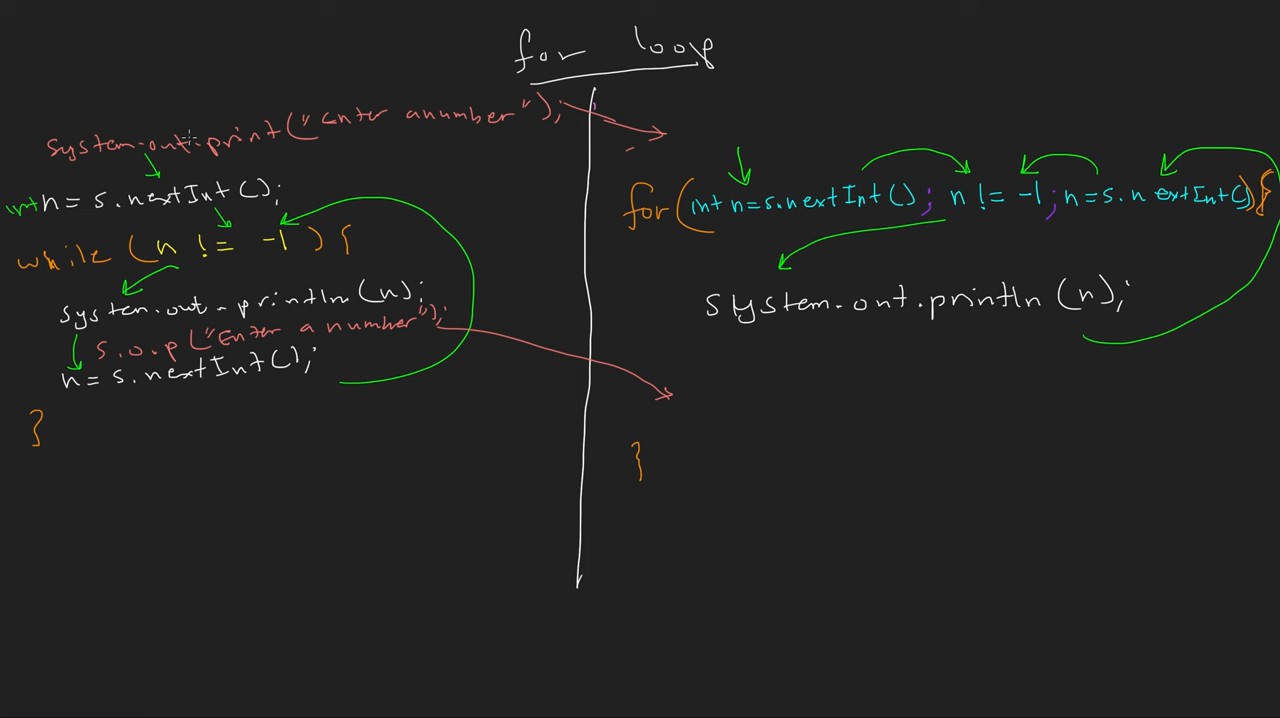 for loop
System.out.print("Enter a number");
int n = s.nextInt();
while (n != -1) {
System.out.println(n);
s.o.p("Enter a number");
n = s.nextInt();
}
for(int n=s.nextInt(); n != -1; n=s.nextInt()){
System.out.println(n);
}